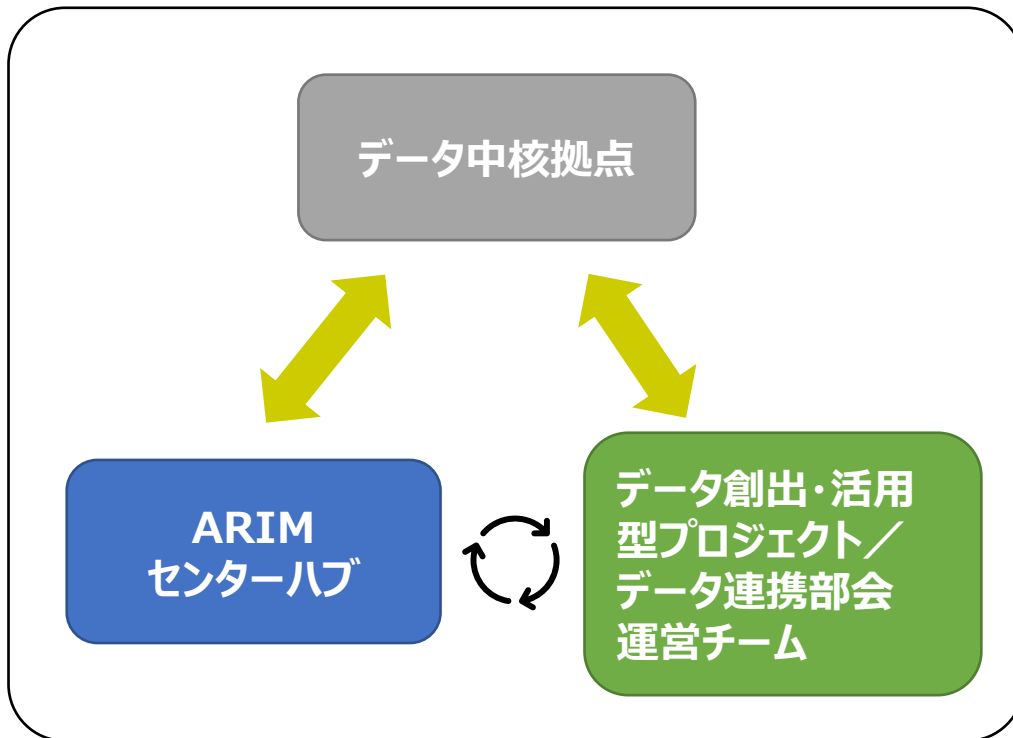 データ中核拠点
ARIM
センターハブ
データ創出・活用
型プロジェクト／
データ連携部会
運営チーム